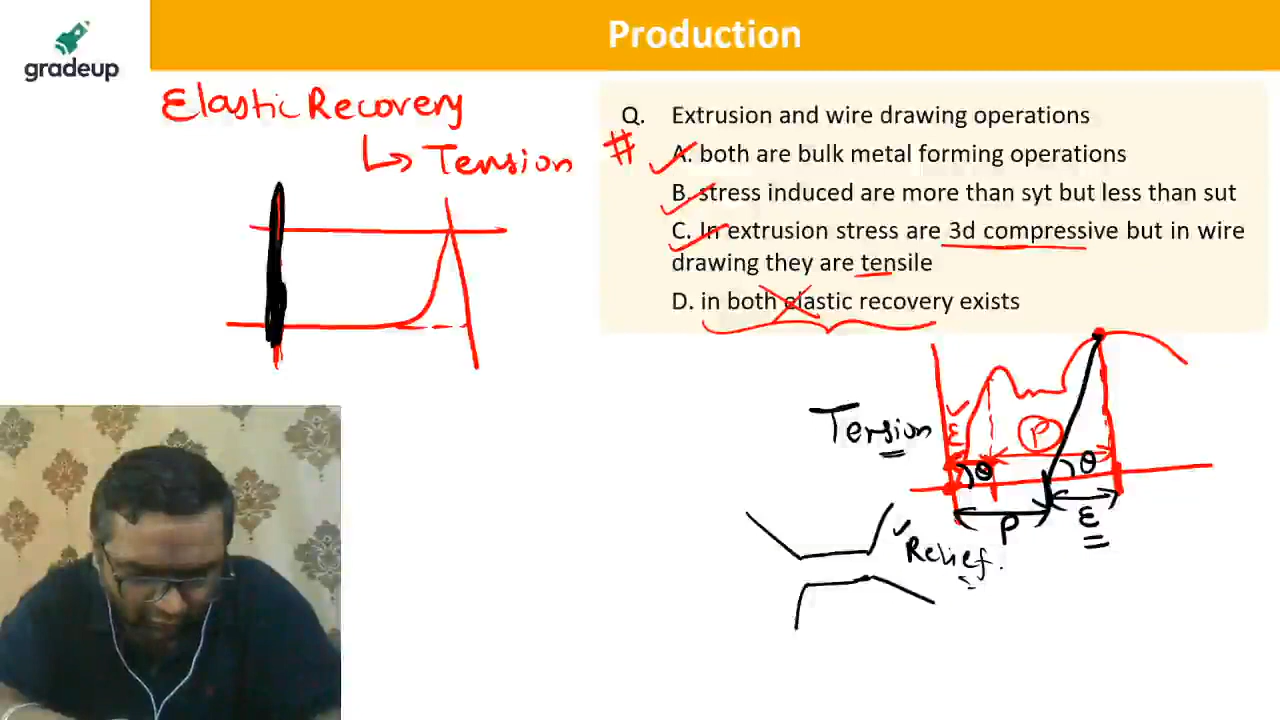 Production
gradeup
Elastic Recovery
↳ Tension
Q. Extrusion and wire drawing operations
# A. both are bulk metal forming operations
B. stress induced are more than syt but less than sut
C. In extrusion stress are 3d compressive but in wire
drawing they are tensile
D. in both elastic recovery exists
Tension
ε
P
θ
θ
P
ε
Relief.